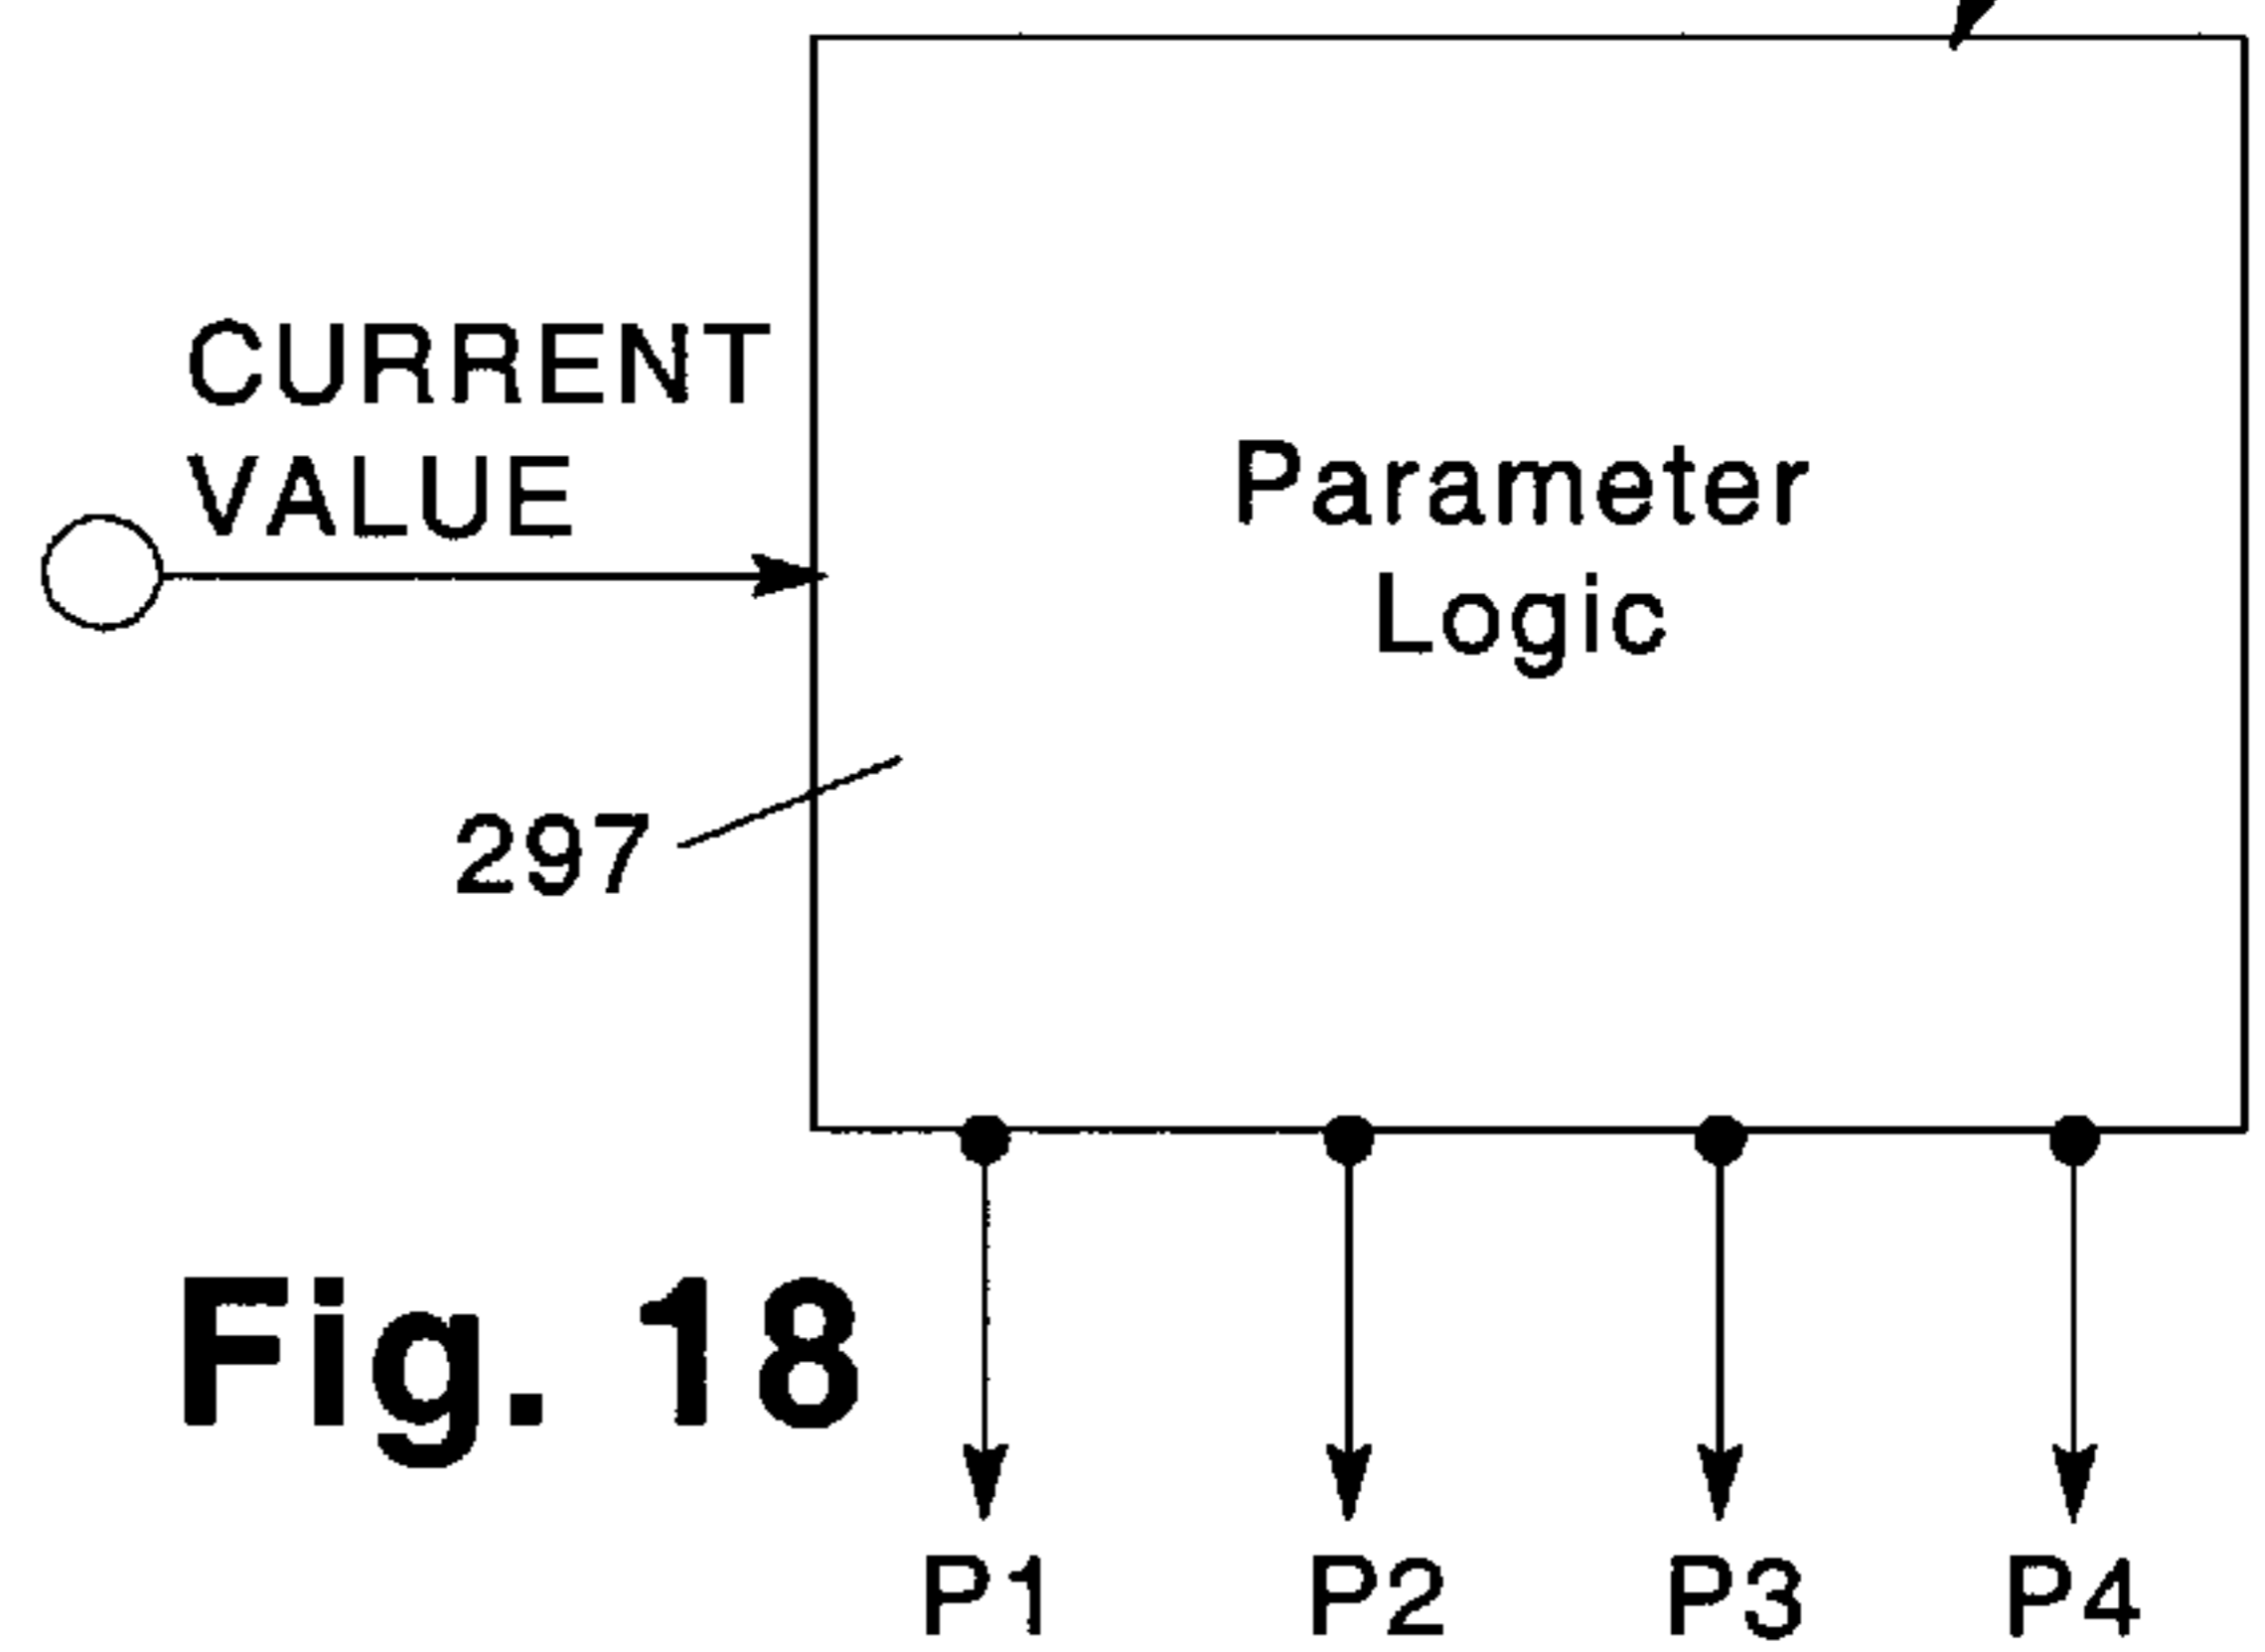 CURRENT
VALUE
Parameter
Logic
297
Fig. 18
P1 P2 P3 P4